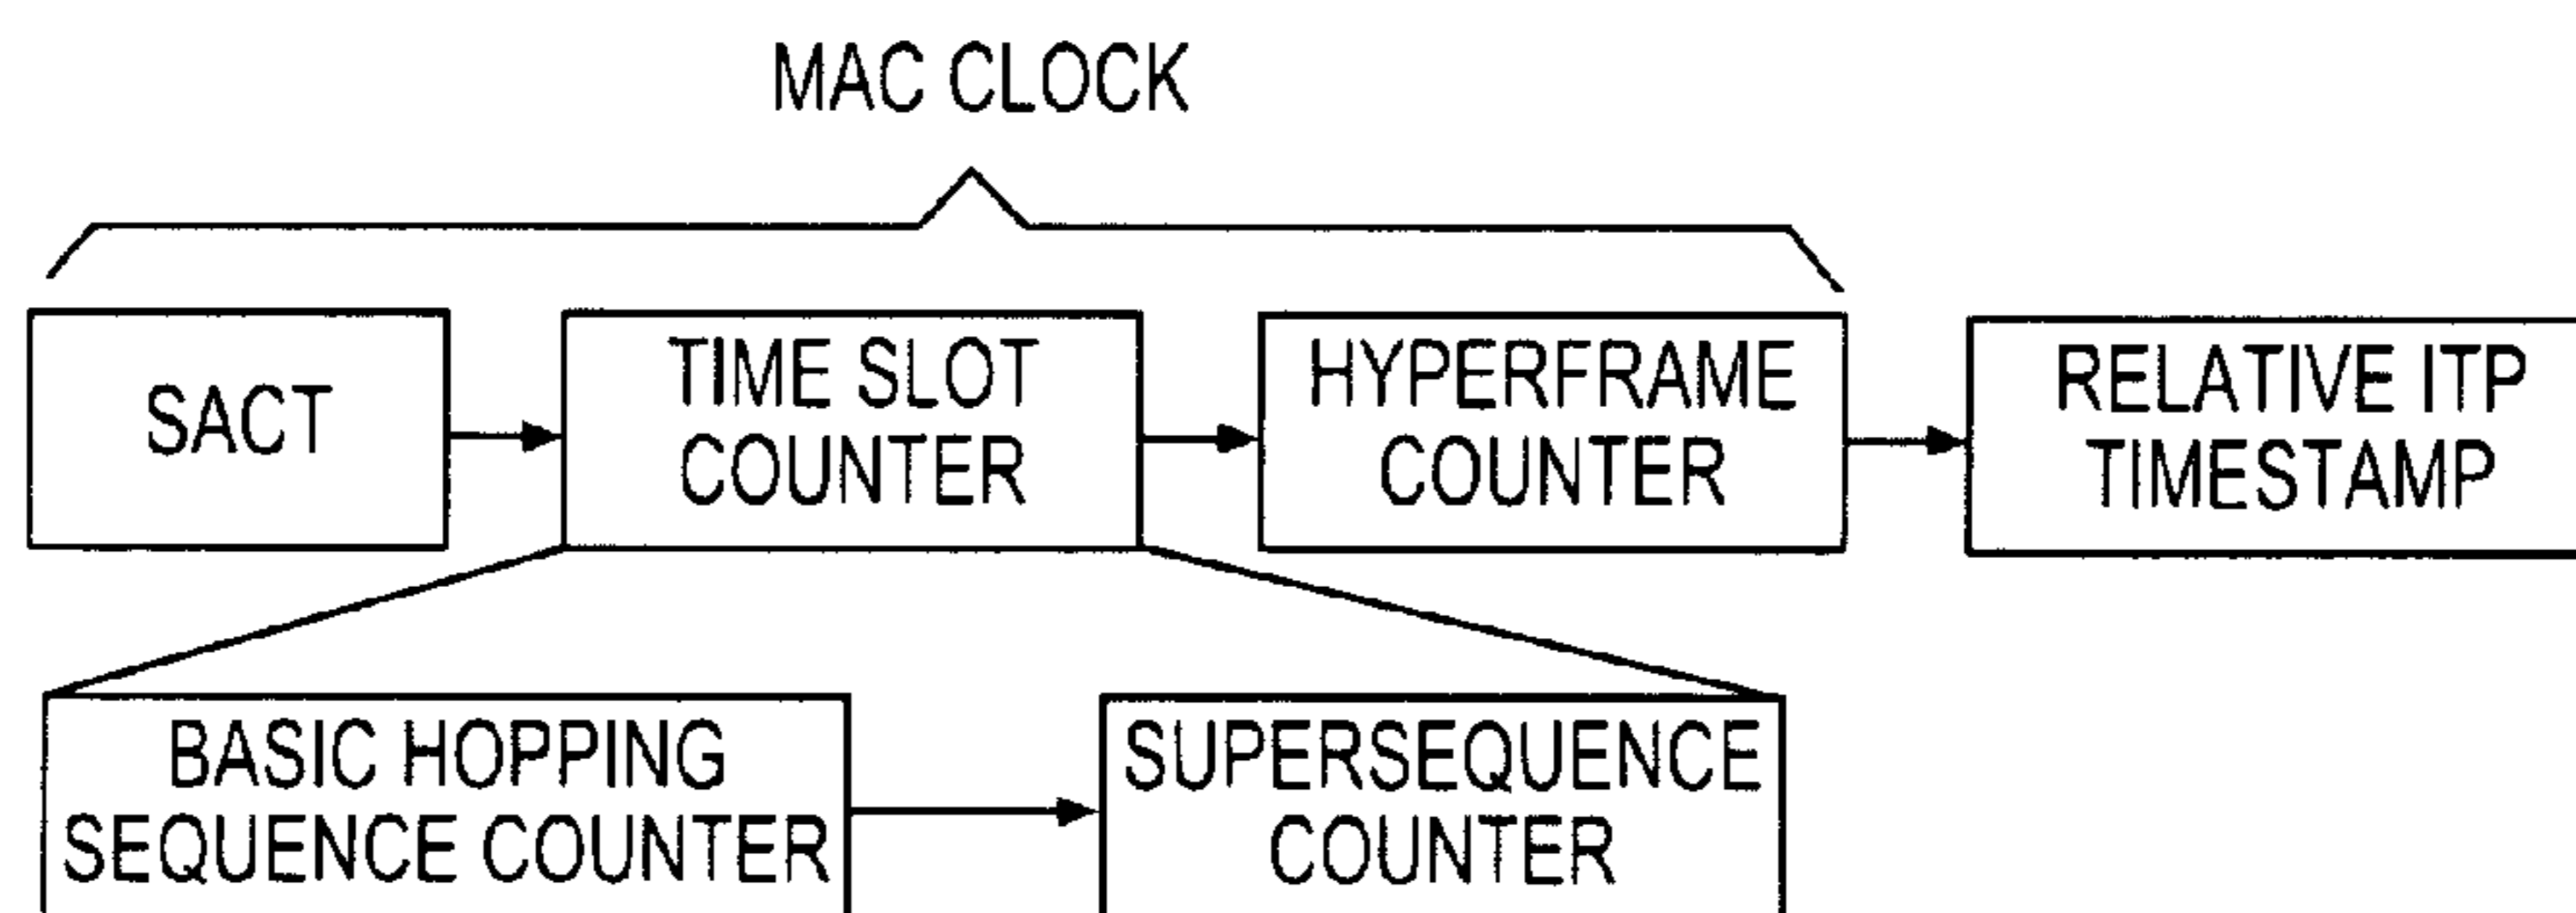 MAC CLOCK
SACT
TIME SLOT
COUNTER
HYPERFRAME
COUNTER
RELATIVE ITP
TIMESTAMP
BASIC HOPPING
SEQUENCE COUNTER
SUPERSEQUENCE
COUNTER